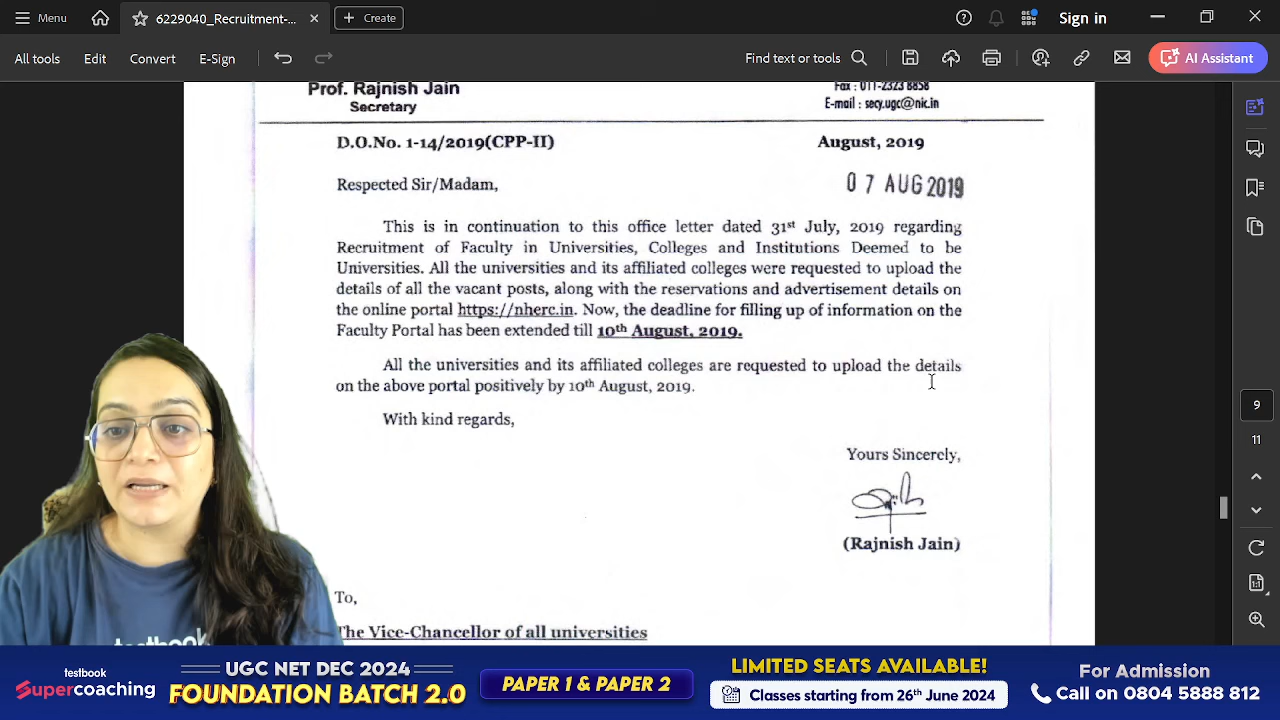 Menu
6229040_Recruitment-...
Create
Sign in
All tools
Edit
Convert
E-Sign
Find text or tools
AI Assistant
Prof. Rajnish Jain
Secretary
Fax : 011-2323 8858
E-mail : secy.ugc@nic.in
D.O.No. 1-14/2019(CPP-II)
August, 2019
Respected Sir/Madam,
0 7 AUG 2019
This is in continuation to this office letter dated 31st July, 2019 regarding
Recruitment of Faculty in Universities, Colleges and Institutions Deemed to be
Universities. All the universities and its affiliated colleges were requested to upload the
details of all the vacant posts, along with the reservations and advertisement details on
the online portal https://nherc.in. Now, the deadline for filling up of information on the
Faculty Portal has been extended till 10th August, 2019.
All the universities and its affiliated colleges are requested to upload the details
on the above portal positively by 10th August, 2019.
With kind regards,
Yours Sincerely,
(Rajnish Jain)
To,
The Vice-Chancellor of all universities
9
11
testbook
testbook
Supercoaching
UGC NET DEC 2024
FOUNDATION BATCH 2.0
PAPER 1 & PAPER 2
LIMITED SEATS AVAILABLE!
Classes starting from 26th June 2024
For Admission
Call on 0804 5888 812